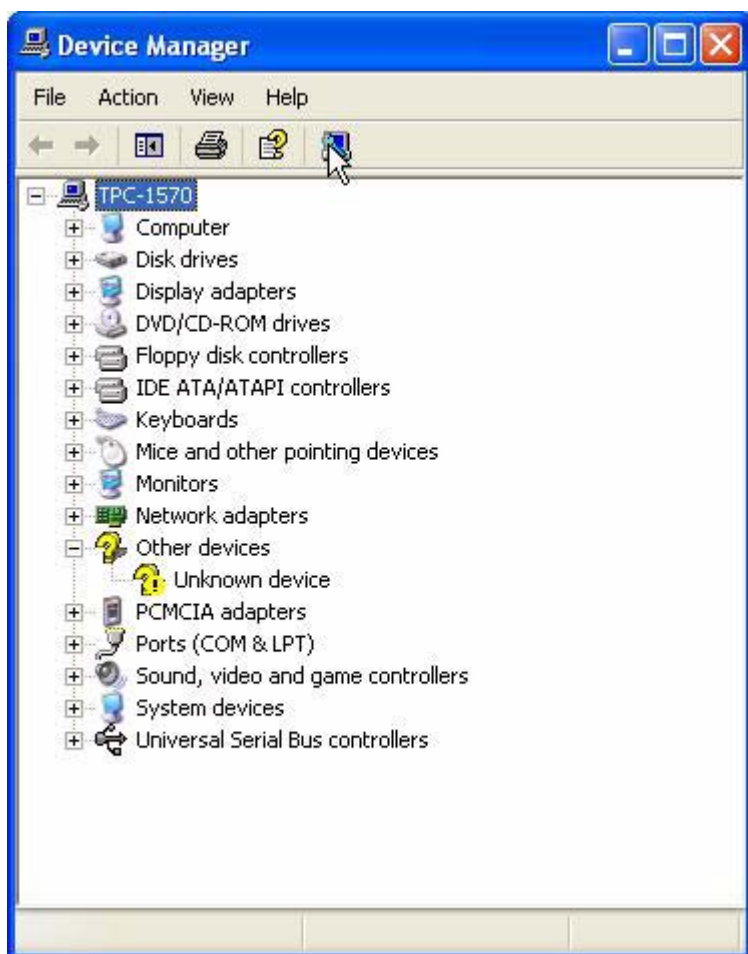 Device Manager
File Action View Help
TPC-1570
Computer
Disk drives
Display adapters
DVD/CD-ROM drives
Floppy disk controllers
IDE ATA/ATAPI controllers
Keyboards
Mice and other pointing devices
Monitors
Network adapters
Other devices
Unknown device
PCMCIA adapters
Ports (COM & LPT)
Sound, video and game controllers
System devices
Universal Serial Bus controllers